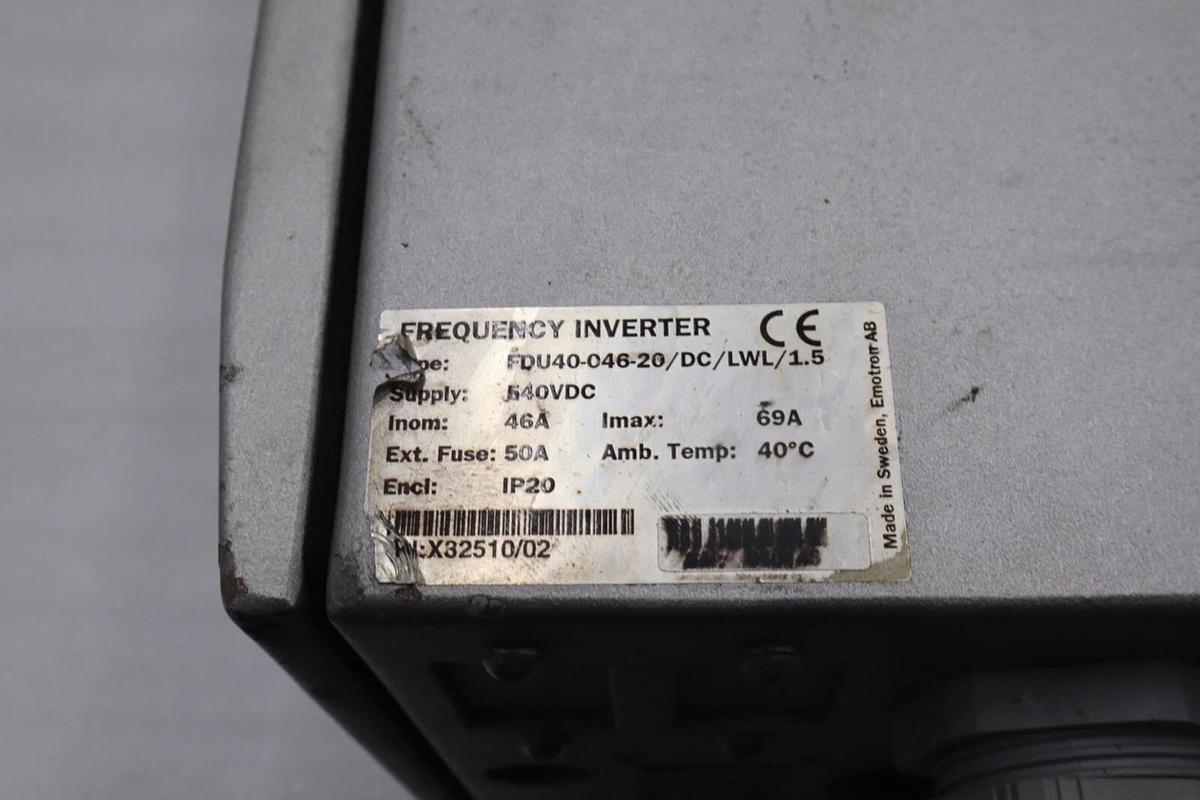 FREQUENCY INVERTER CE
FDU40-046-20/DC/LWL/1.5
Supply: 540VDC
Inom: 46A Imax: 69A
Ext. Fuse: 50A Amb. Temp: 40°C
Encl: IP20
X32510/02
Made in Sweden, Emotron AB